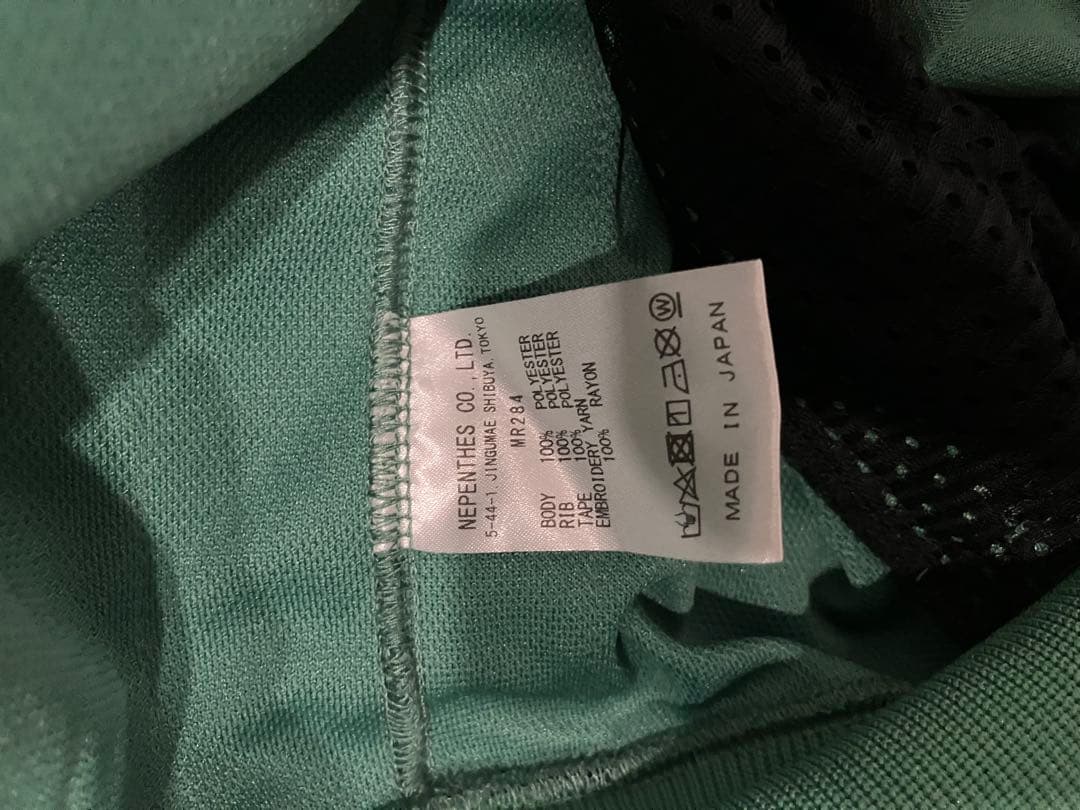 NEPENTHES CO.,LTD.
5-44-1, JINGUMAE SHIBUYA, TOKYO
MR284
BODY 100% POLYESTER
RIB 100% POLYESTER
TAPE 100% POLYESTER
EMBROIDERY YARN
100% RAYON
W
MADE IN JAPAN